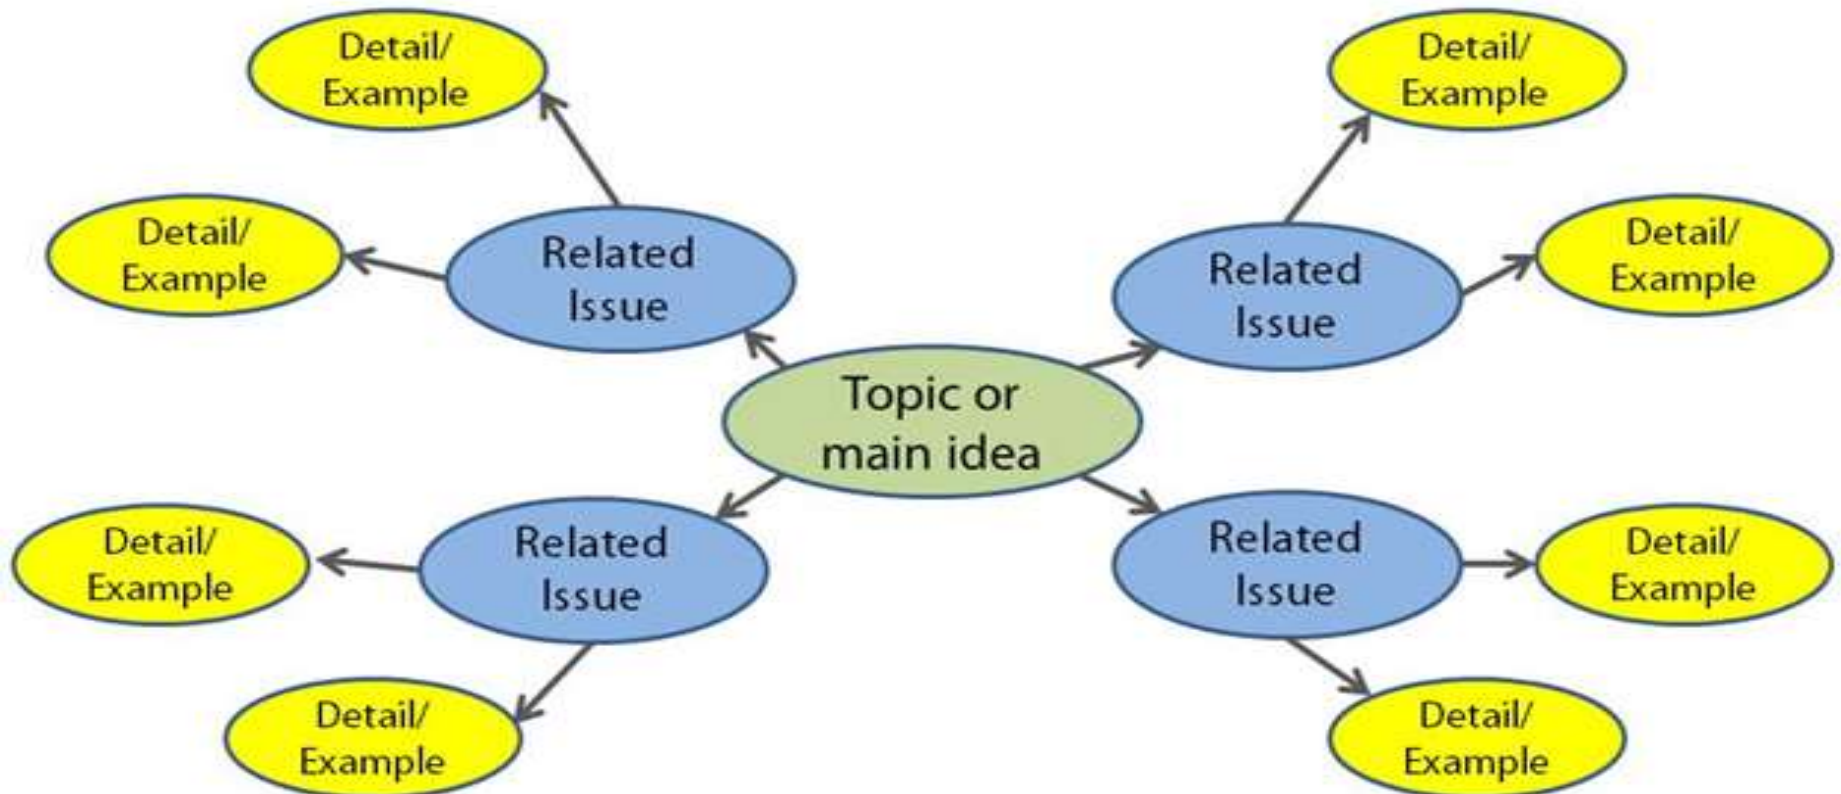 Detail/
Example
Detail/
Example
Detail/
Example
Detail/
Example
Related
Issue
Related
Issue
Topic or
main idea
Related
Issue
Related
Issue
Detail/
Example
Detail/
Example
Detail/
Example
Detail/
Example